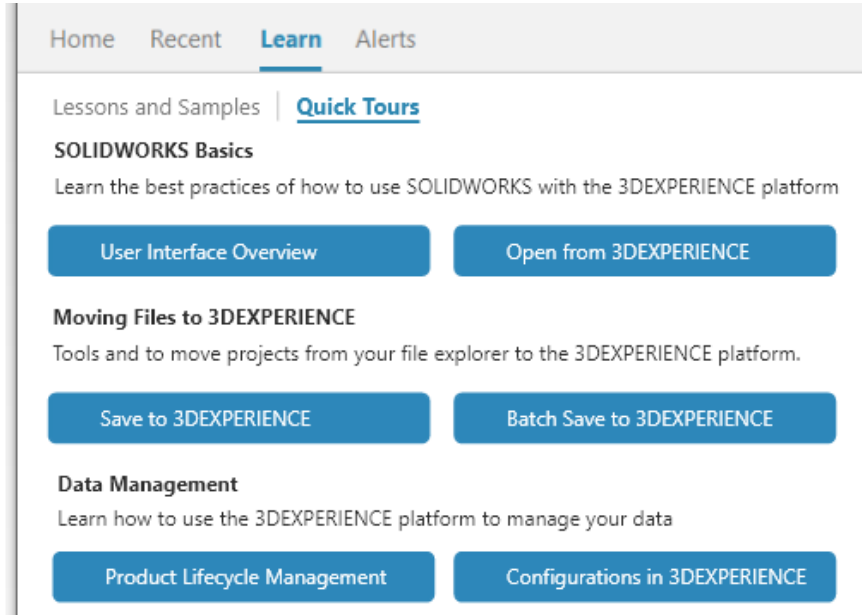 Home Recent Learn Alerts
Lessons and Samples Quick Tours
SOLIDWORKS Basics
Learn the best practices of how to use SOLIDWORKS with the 3DEXPERIENCE platform
User Interface Overview Open from 3DEXPERIENCE
Moving Files to 3DEXPERIENCE
Tools and to move projects from your file explorer to the 3DEXPERIENCE platform.
Save to 3DEXPERIENCE Batch Save to 3DEXPERIENCE
Data Management
Learn how to use the 3DEXPERIENCE platform to manage your data
Product Lifecycle Management Configurations in 3DEXPERIENCE